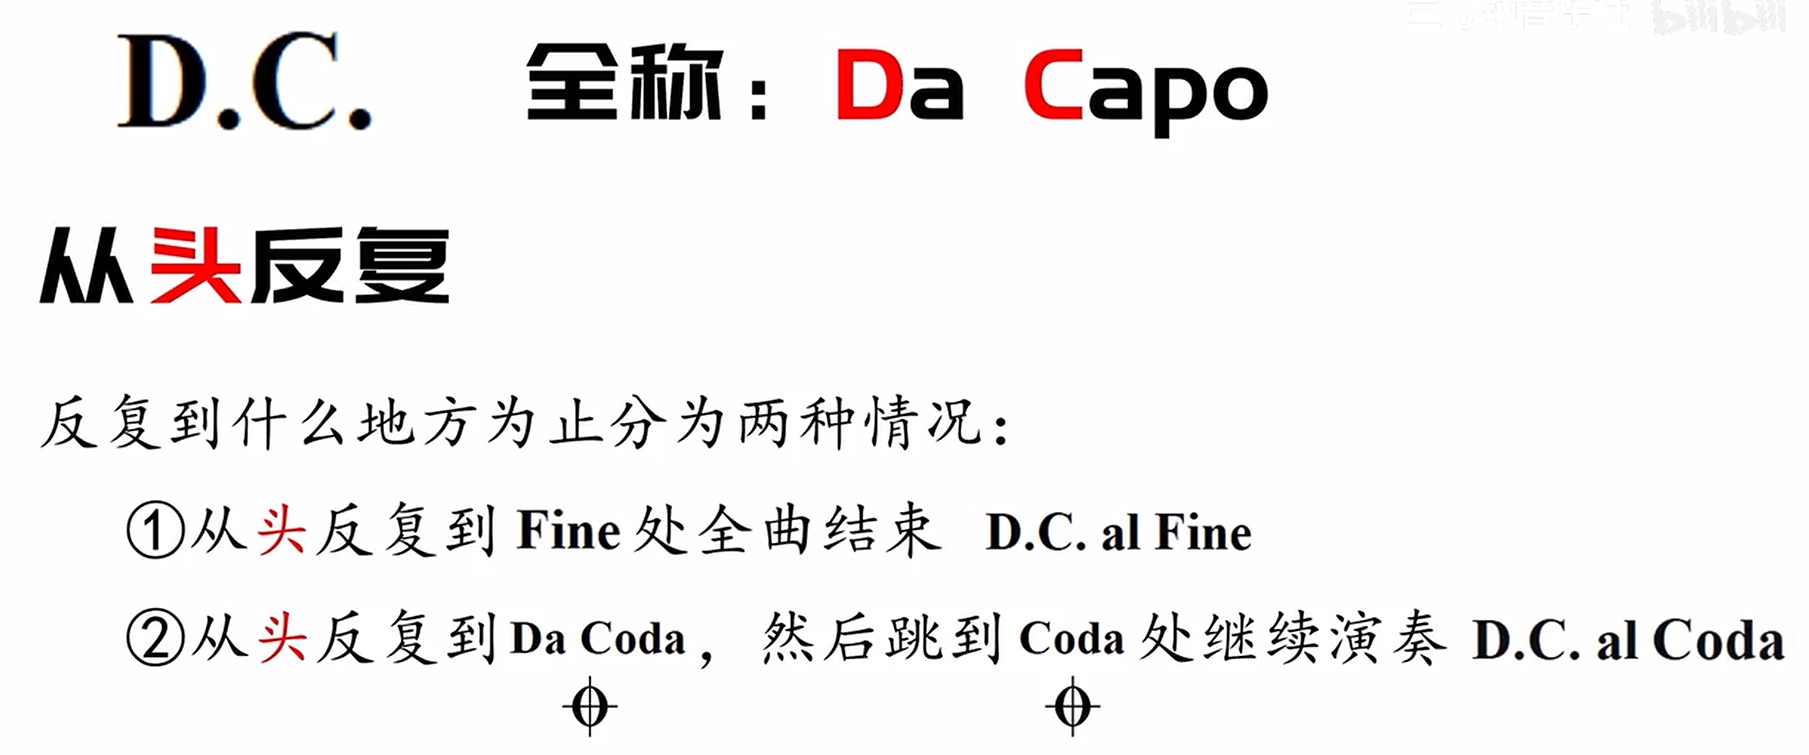 bilibili
D.C. 全称：Da Capo
从头反复
反复到什么地方为止分为两种情况：
①从头反复到 Fine 处全曲结束 D.C. al Fine
②从头反复到 Da Coda，然后跳到 Coda 处继续演奏 D.C. al Coda